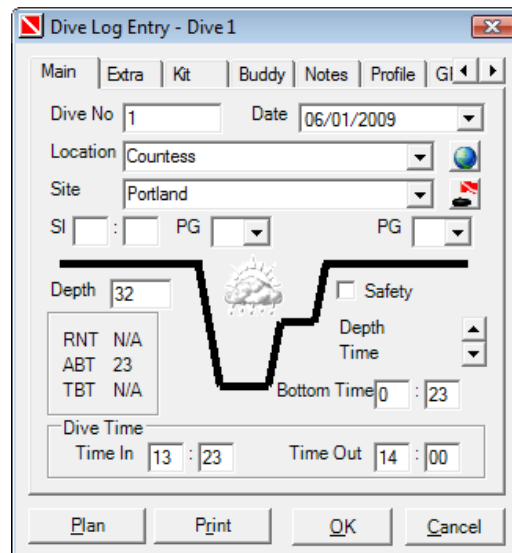 Dive Log Entry - Dive 1
Main Extra Kit Buddy Notes Profile
Dive No 1 Date 06/01/2009
Location Countess
Site Portland
SI : PG PG
Depth 32 Safety
RNT N/A
ABT 23
TBT N/A
Depth
Time
Bottom Time 0 : 23
Dive Time
Time In 13 : 23 Time Out 14 : 00
Plan Print OK Cancel